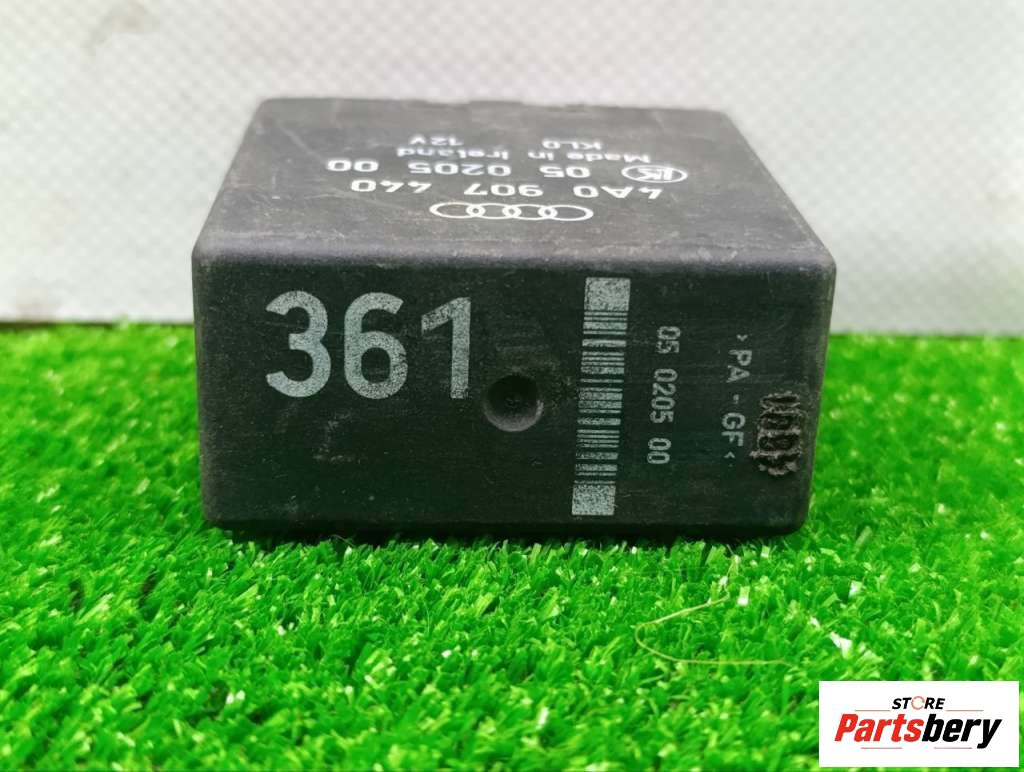 4A0 907 440
05 0205 00
Made in Ireland
12V
KL0
361
05 0205 00
>PA-GF<
STORE
Partsbery